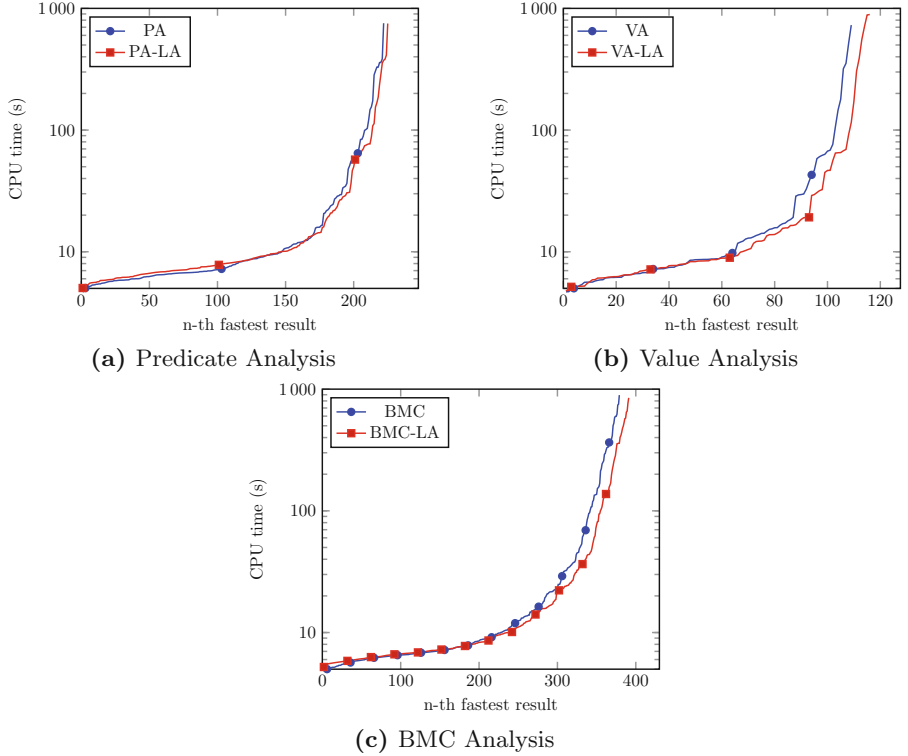 1 000
100
10
CPU time (s)
PA
PA-LA
0
50
100
150
200
n-th fastest result
(a) Predicate Analysis
1 000
100
10
CPU time (s)
VA
VA-LA
0
20
40
60
80
100
120
n-th fastest result
(b) Value Analysis
1 000
100
10
CPU time (s)
BMC
BMC-LA
0
100
200
300
400
n-th fastest result
(c) BMC Analysis